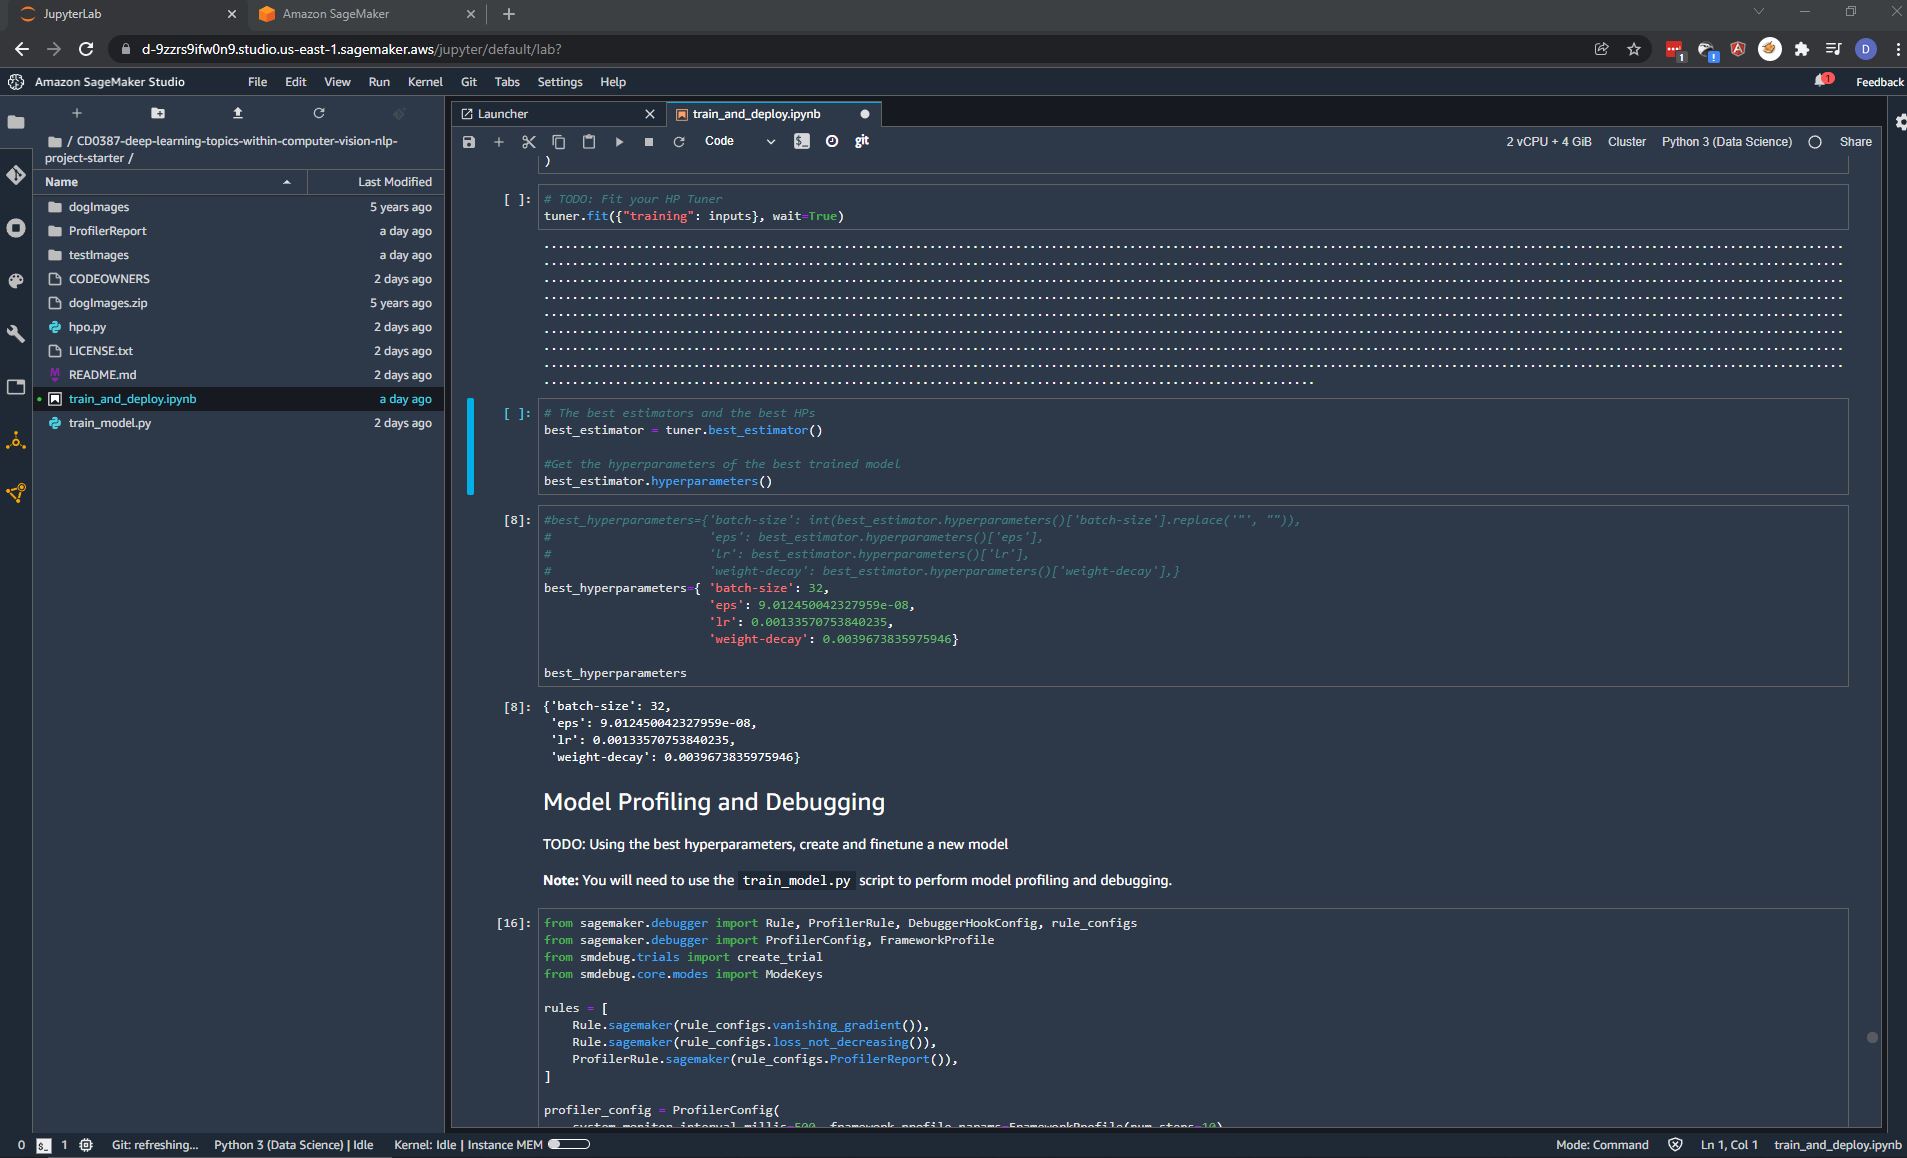 JupyterLab
Amazon SageMaker
d-9zzrs9ifw0n9.studio.us-east-1.sagemaker.aws/jupyter/default/lab?
1
!
D
Amazon SageMaker Studio
File Edit View Run Kernel Git Tabs Settings Help
1
Feedback
/ CD0387-deep-learning-topics-within-computer-vision-nlp-
project-starter /
Name Last Modified
dogImages 5 years ago
ProfilerReport a day ago
testImages a day ago
CODEOWNERS 2 days ago
dogImages.zip 5 years ago
hpo.py 2 days ago
LICENSE.txt 2 days ago
README.md 2 days ago
train_and_deploy.ipynb a day ago
train_model.py 2 days ago
Launcher
train_and_deploy.ipynb
Code
git
2 vCPU + 4 GiB Cluster Python 3 (Data Science) Share
)
[ ]: # TODO: Fit your HP Tuner
tuner.fit({"training": inputs}, wait=True)
[ ]: # The best estimators and the best HPs
best_estimator = tuner.best_estimator()
#Get the hyperparameters of the best trained model
best_estimator.hyperparameters()
[8]: #best_hyperparameters={'batch-size': int(best_estimator.hyperparameters()['batch-size'].replace('"', "")),
# 'eps': best_estimator.hyperparameters()['eps'],
# 'lr': best_estimator.hyperparameters()['lr'],
# 'weight-decay': best_estimator.hyperparameters()['weight-decay'],}
best_hyperparameters={ 'batch-size': 32,
'eps': 9.012450042327959e-08,
'lr': 0.00133570753840235,
'weight-decay': 0.0039673835975946}
best_hyperparameters
[8]: {'batch-size': 32,
'eps': 9.012450042327959e-08,
'lr': 0.00133570753840235,
'weight-decay': 0.0039673835975946}
Model Profiling and Debugging
TODO: Using the best hyperparameters, create and finetune a new model
Note: You will need to use the train_model.py script to perform model profiling and debugging.
[16]: from sagemaker.debugger import Rule, ProfilerRule, DebuggerHookConfig, rule_configs
from sagemaker.debugger import ProfilerConfig, FrameworkProfile
from smdebug.trials import create_trial
from smdebug.core.modes import ModeKeys
rules = [
Rule.sagemaker(rule_configs.vanishing_gradient()),
Rule.sagemaker(rule_configs.loss_not_decreasing()),
ProfilerRule.sagemaker(rule_configs.ProfilerReport()),
]
profiler_config = ProfilerConfig(
system_monitor_interval_millis=500, framework_profile_params=FrameworkProfile(num_steps=10)
0 1 Git: refreshing... Python 3 (Data Science) | Idle Kernel: Idle | Instance MEM
Mode: Command Ln 1, Col 1 train_and_deploy.ipynb